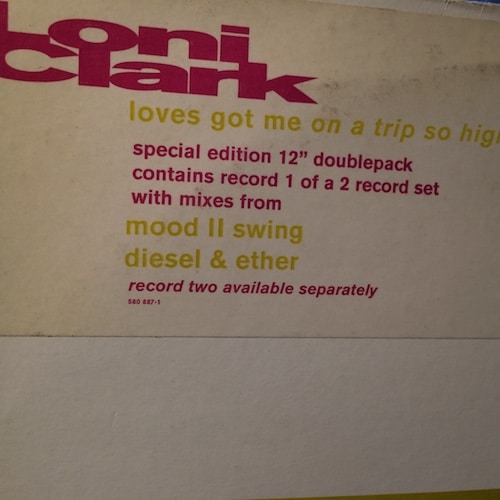 Loni
Clark
loves got me on a trip so hig
special edition 12” doublepack
contains record 1 of a 2 record set
with mixes from
mood II swing
diesel & ether
record two available separately
580 887-1